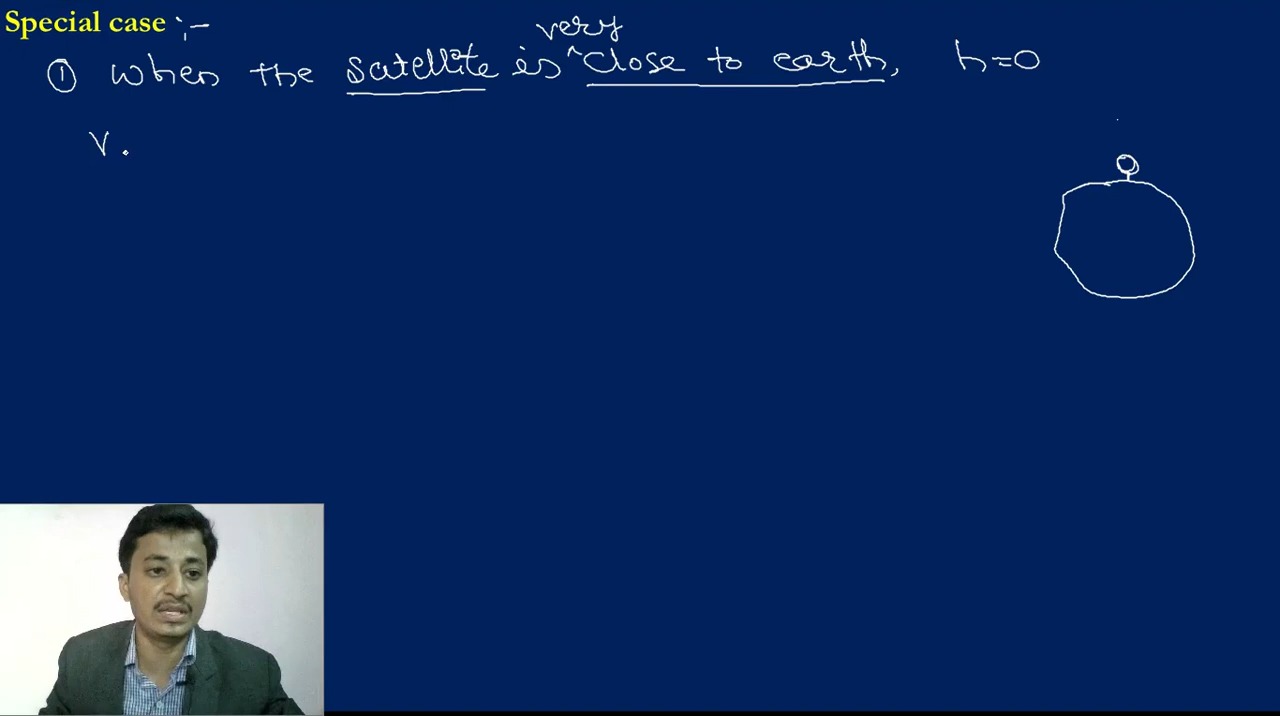 Special case :-
① When the satellite is ^very close to earth, h=0
V .